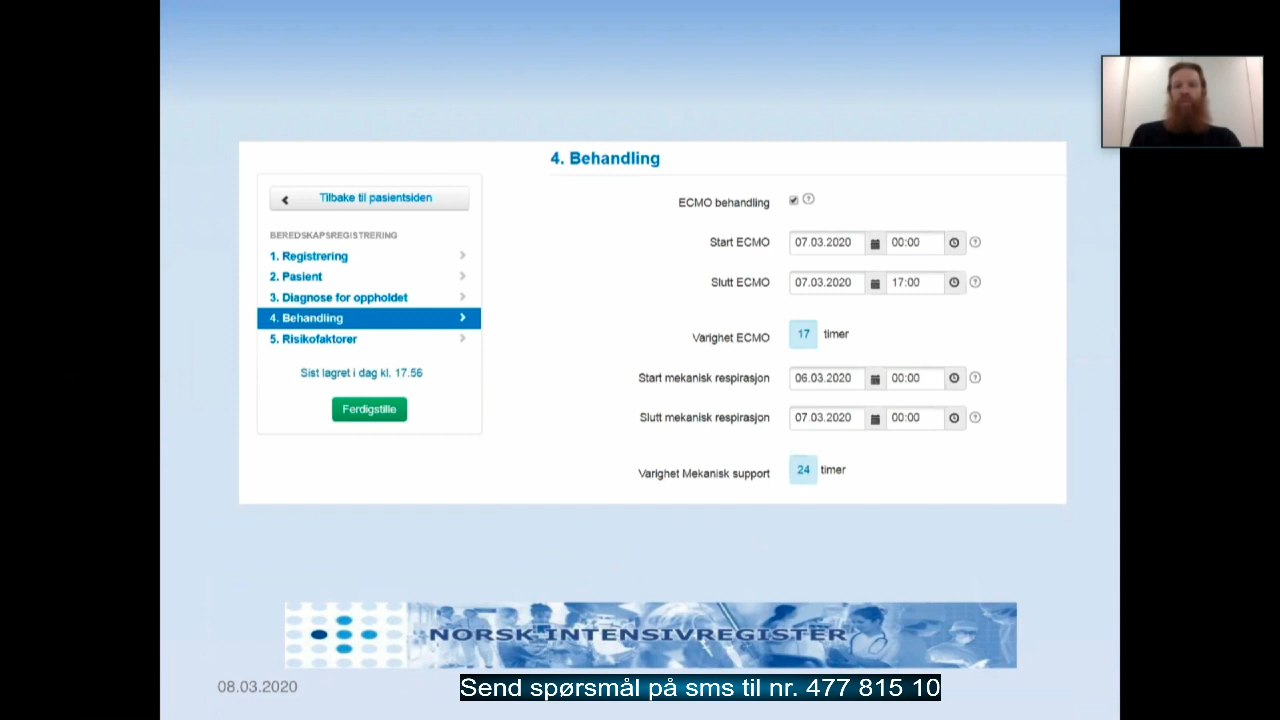 4. Behandling
Tilbake til pasientsiden
BEREDSKAPSREGISTRERING
1. Registrering
2. Pasient
3. Diagnose for oppholdet
4. Behandling
5. Risikofaktorer
Sist lagret i dag kl. 17.56
Ferdigstille
ECMO behandling
Start ECMO 07.03.2020 00:00
Slutt ECMO 07.03.2020 17:00
Varighet ECMO 17 timer
Start mekanisk respirasjon 06.03.2020 00:00
Slutt mekanisk respirasjon 07.03.2020 00:00
Varighet Mekanisk support 24 timer
NORSK INTENSIVREGISTER
08.03.2020
Send spørsmål på sms til nr. 477 815 10